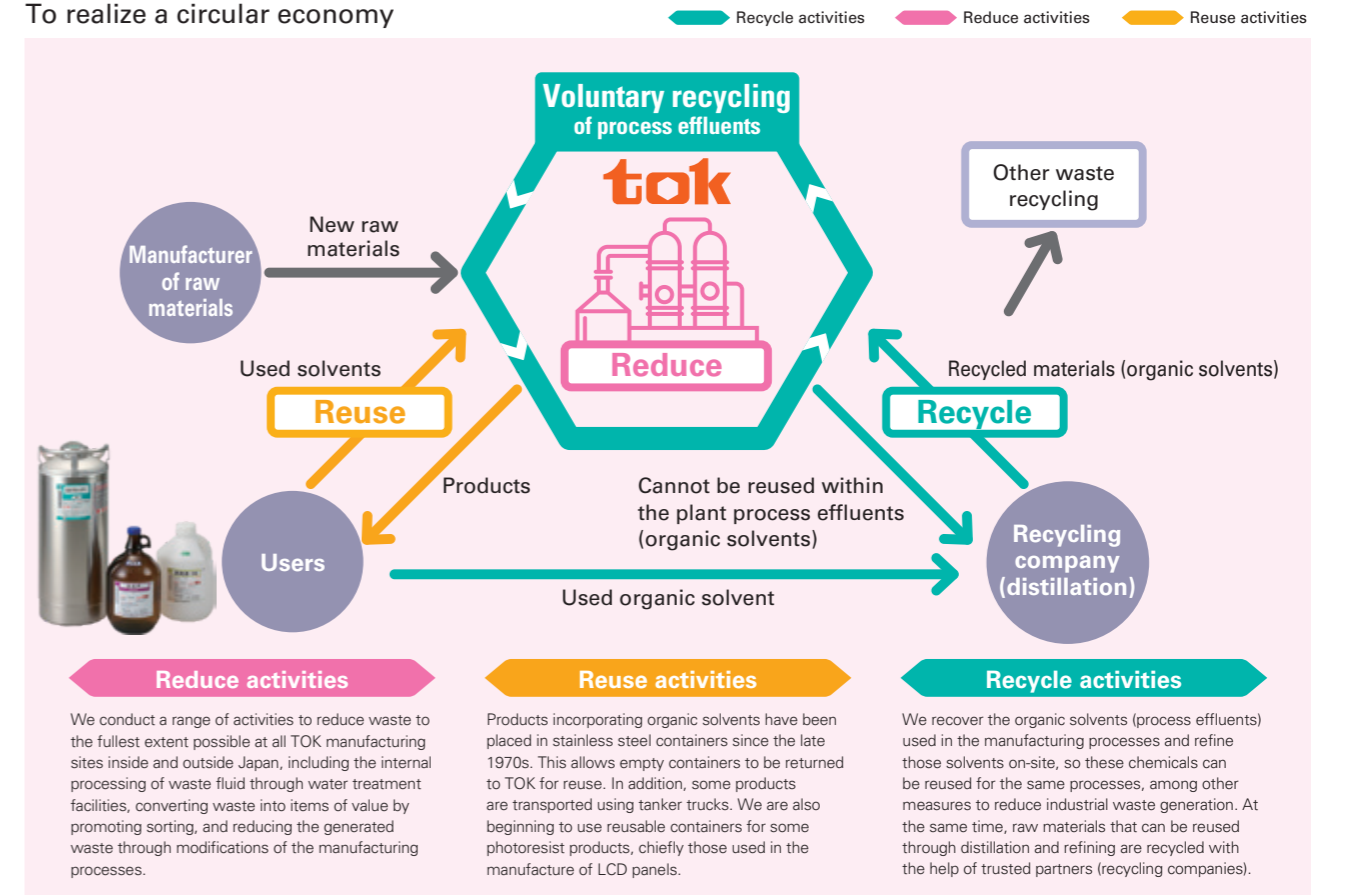 To realize a circular economy
Recycle activities
Reduce activities
Reuse activities
Voluntary recycling
of process effluents
tok
Reduce
Other waste
recycling
Manufacturer
of raw
materials
New raw
materials
Used solvents
Reuse
Recycled materials (organic solvents)
Recycle
Products
Cannot be reused within
the plant process effluents
(organic solvents)
Users
Used organic solvent
Recycling
company
(distillation)
Reduce activities
We conduct a range of activities to reduce waste to
the fullest extent possible at all TOK manufacturing
sites inside and outside Japan, including the internal
processing of waste fluid through water treatment
facilities, converting waste into items of value by
promoting sorting, and reducing the generated
waste through modifications of the manufacturing
processes.
Reuse activities
Products incorporating organic solvents have been
placed in stainless steel containers since the late
1970s. This allows empty containers to be returned
to TOK for reuse. In addition, some products
are transported using tanker trucks. We are also
beginning to use reusable containers for some
photoresist products, chiefly those used in the
manufacture of LCD panels.
Recycle activities
We recover the organic solvents (process effluents)
used in the manufacturing processes and refine
those solvents on-site, so these chemicals can
be reused for the same processes, among other
measures to reduce industrial waste generation. At
the same time, raw materials that can be reused
through distillation and refining are recycled with
the help of trusted partners (recycling companies).